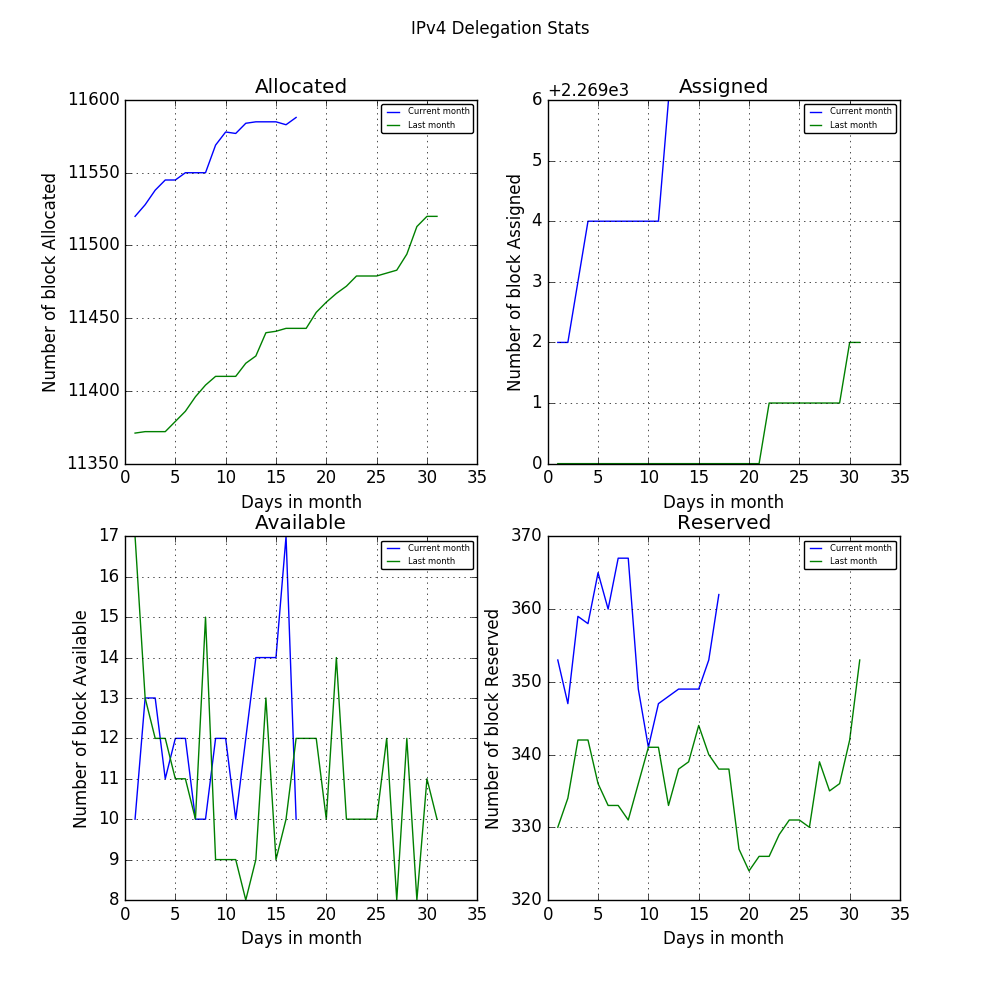 IPv4 Delegation Stats
Allocated
Number of block Allocated
11600
11550
11500
11450
11400
11350
0 5 10 15 20 25 30 35
Days in month
Current month
Last month
Assigned
+2.269e3
Number of block Assigned
6
5
4
3
2
1
0
0 5 10 15 20 25 30 35
Days in month
Current month
Last month
Available
Number of block Available
17
16
15
14
13
12
11
10
9
8
0 5 10 15 20 25 30 35
Days in month
Current month
Last month
Reserved
Number of block Reserved
370
360
350
340
330
320
0 5 10 15 20 25 30 35
Days in month
Current month
Last month